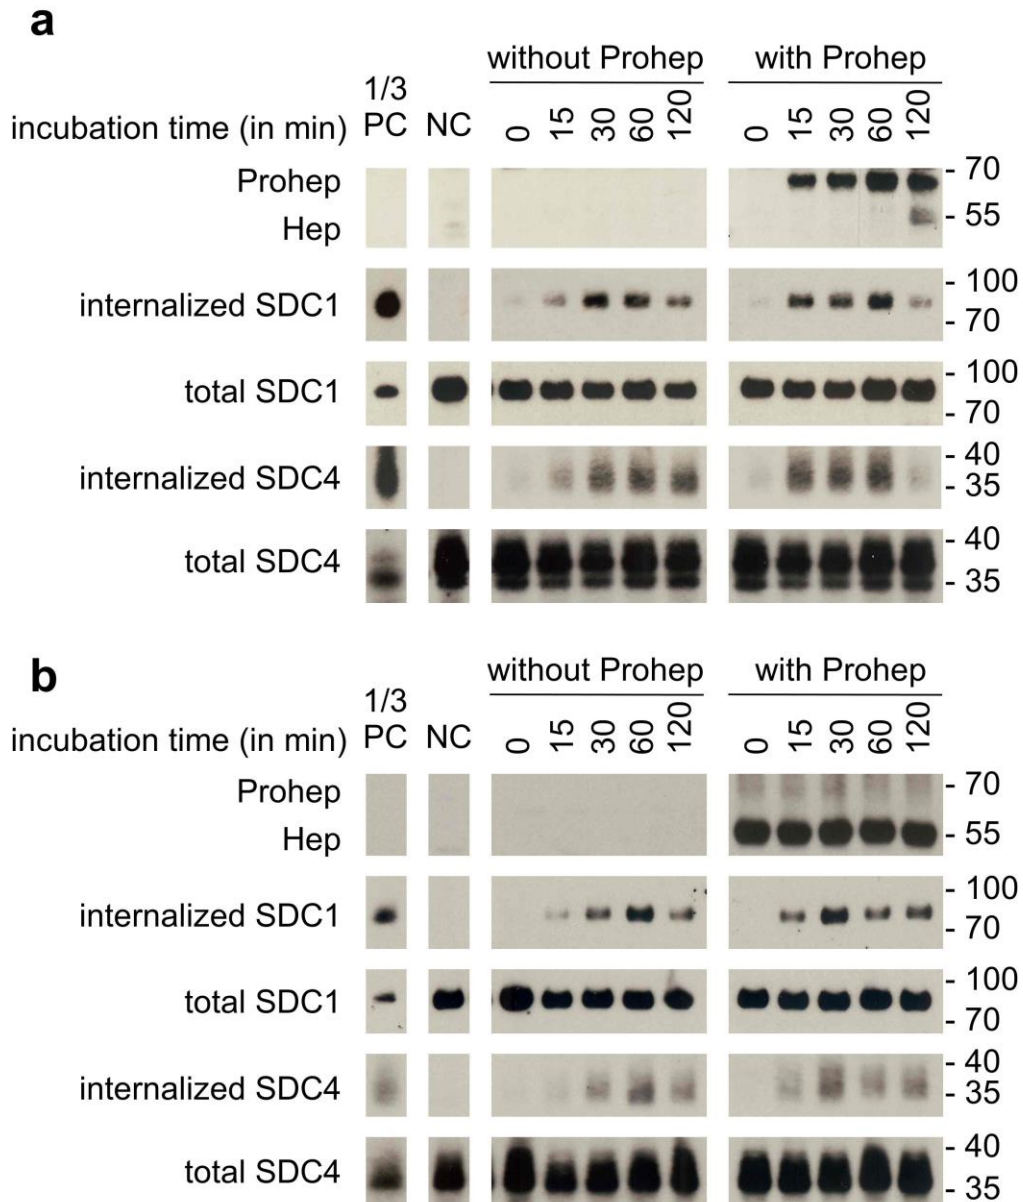 a
without Prohep with Prohep
1/3
incubation time (in min) PC NC 0 15 30 60 120 0 15 30 60 120
Prohep - 70
Hep - 55
internalized SDC1 - 100
- 70
total SDC1 - 100
- 70
internalized SDC4 - 40
- 35
total SDC4 - 40
- 35
b
without Prohep with Prohep
1/3
incubation time (in min) PC NC 0 15 30 60 120 0 15 30 60 120
Prohep - 70
Hep - 55
internalized SDC1 - 100
- 70
total SDC1 - 100
- 70
internalized SDC4 - 40
- 35
total SDC4 - 40
- 35